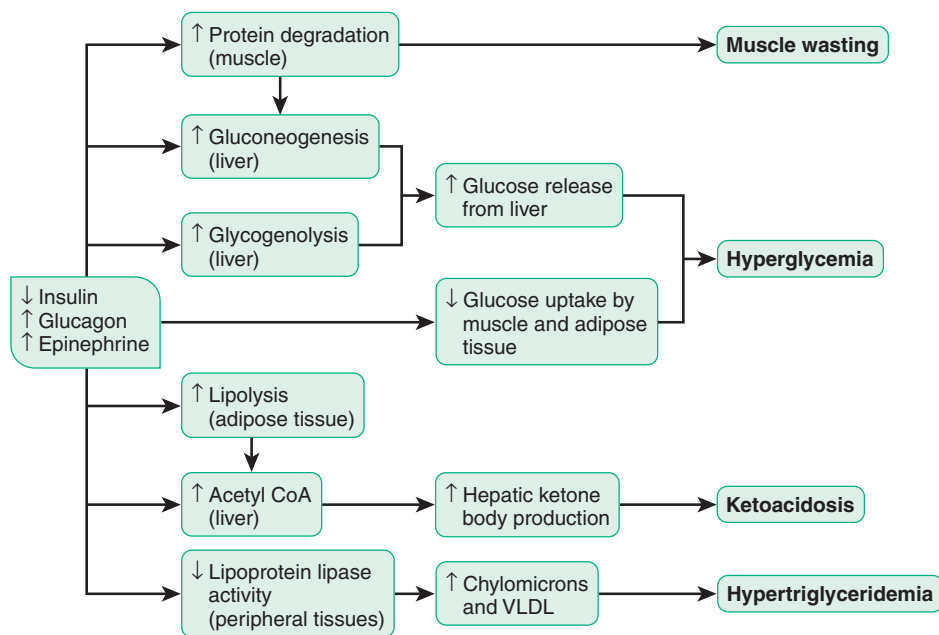 ↑ Protein degradation
(muscle)
Muscle wasting
↑ Gluconeogenesis
(liver)
↑ Glucose release
from liver
↑ Glycogenolysis
(liver)
Hyperglycemia
↓ Insulin
↑ Glucagon
↑ Epinephrine
↓ Glucose uptake by
muscle and adipose
tissue
↑ Lipolysis
(adipose tissue)
↑ Acetyl CoA
(liver)
↑ Hepatic ketone
body production
Ketoacidosis
↓ Lipoprotein lipase
activity
(peripheral tissues)
↑ Chylomicrons
and VLDL
Hypertriglyceridemia